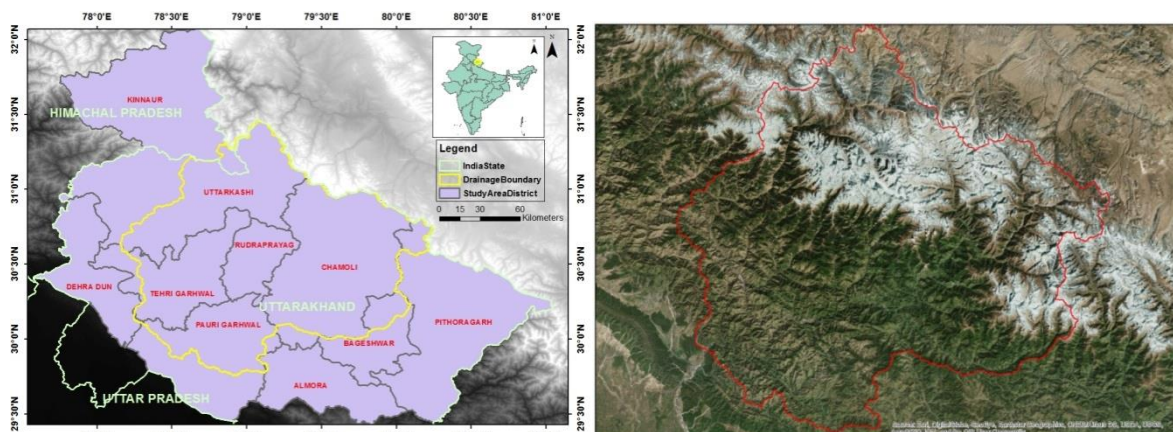 78°0'E 78°30'E 79°0'E 79°30'E 80°0'E 80°30'E 81°0'E
32°0'N
31°30'N
31°0'N
30°30'N
30°0'N
29°30'N
KINNAUR
HIMACHAL PRADESH
UTTARKASHI
RUDRAPRAYAG
CHAMOLI
DEHRA DUN
TEHRI GARHWAL
UTTARAKHAND
PAURI GARHWAL
PITHORAGARH
BAGESHWAR
ALMORA
UTTAR PRADESH
N
Legend
IndiaState
DrainageBoundary
StudyAreaDistrict
0 15 30 60
Kilometers
32°0'N
31°30'N
31°0'N
30°30'N
30°0'N
29°30'N